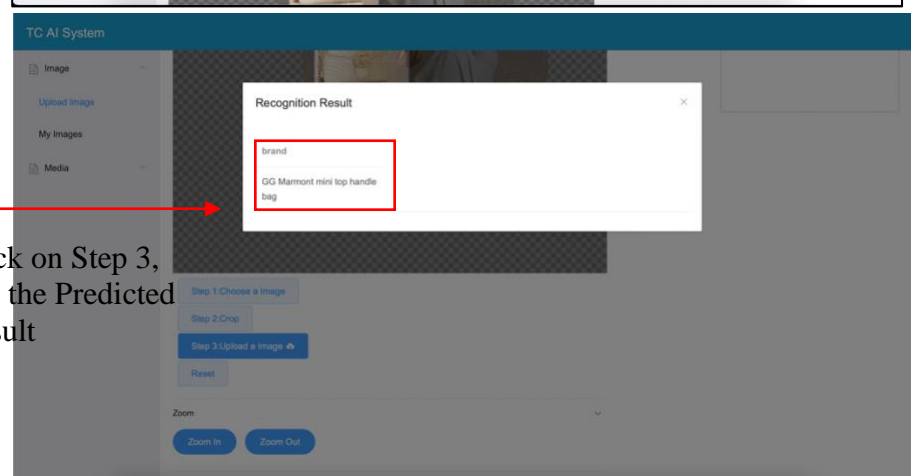 TC AI System
Image
Upload Image
My Images
Media
Recognition Result
×
brand
GG Marmont mini top handle
bag
ck on Step 3,
the Predicted
sult
Step 1:Choose a Image
Step 2:Crop
Step 3:Upload a Image
Reset
Zoom
Zoom In
Zoom Out